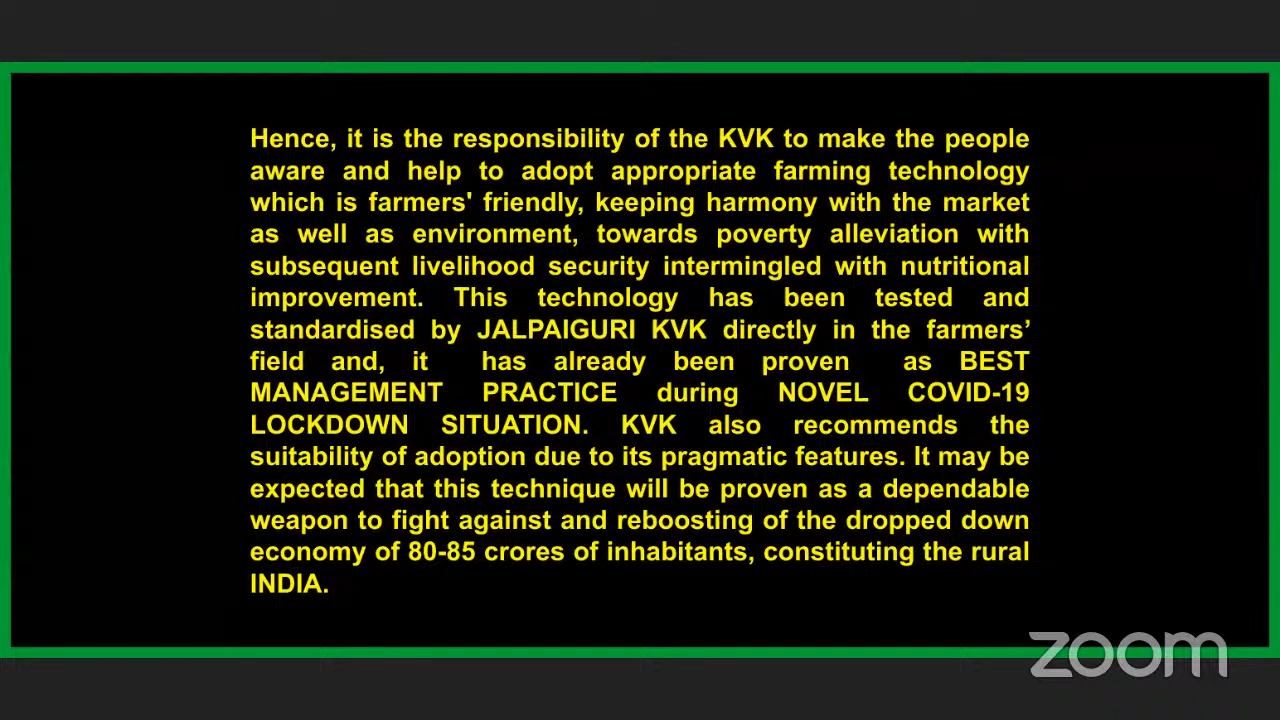 Hence, it is the responsibility of the KVK to make the people
aware and help to adopt appropriate farming technology
which is farmers' friendly, keeping harmony with the market
as well as environment, towards poverty alleviation with
subsequent livelihood security intermingled with nutritional
improvement. This technology has been tested and
standardised by JALPAIGURI KVK directly in the farmers’
field and, it has already been proven as BEST
MANAGEMENT PRACTICE during NOVEL COVID-19
LOCKDOWN SITUATION. KVK also recommends the
suitability of adoption due to its pragmatic features. It may be
expected that this technique will be proven as a dependable
weapon to fight against and reboosting of the dropped down
economy of 80-85 crores of inhabitants, constituting the rural
INDIA.
zoom